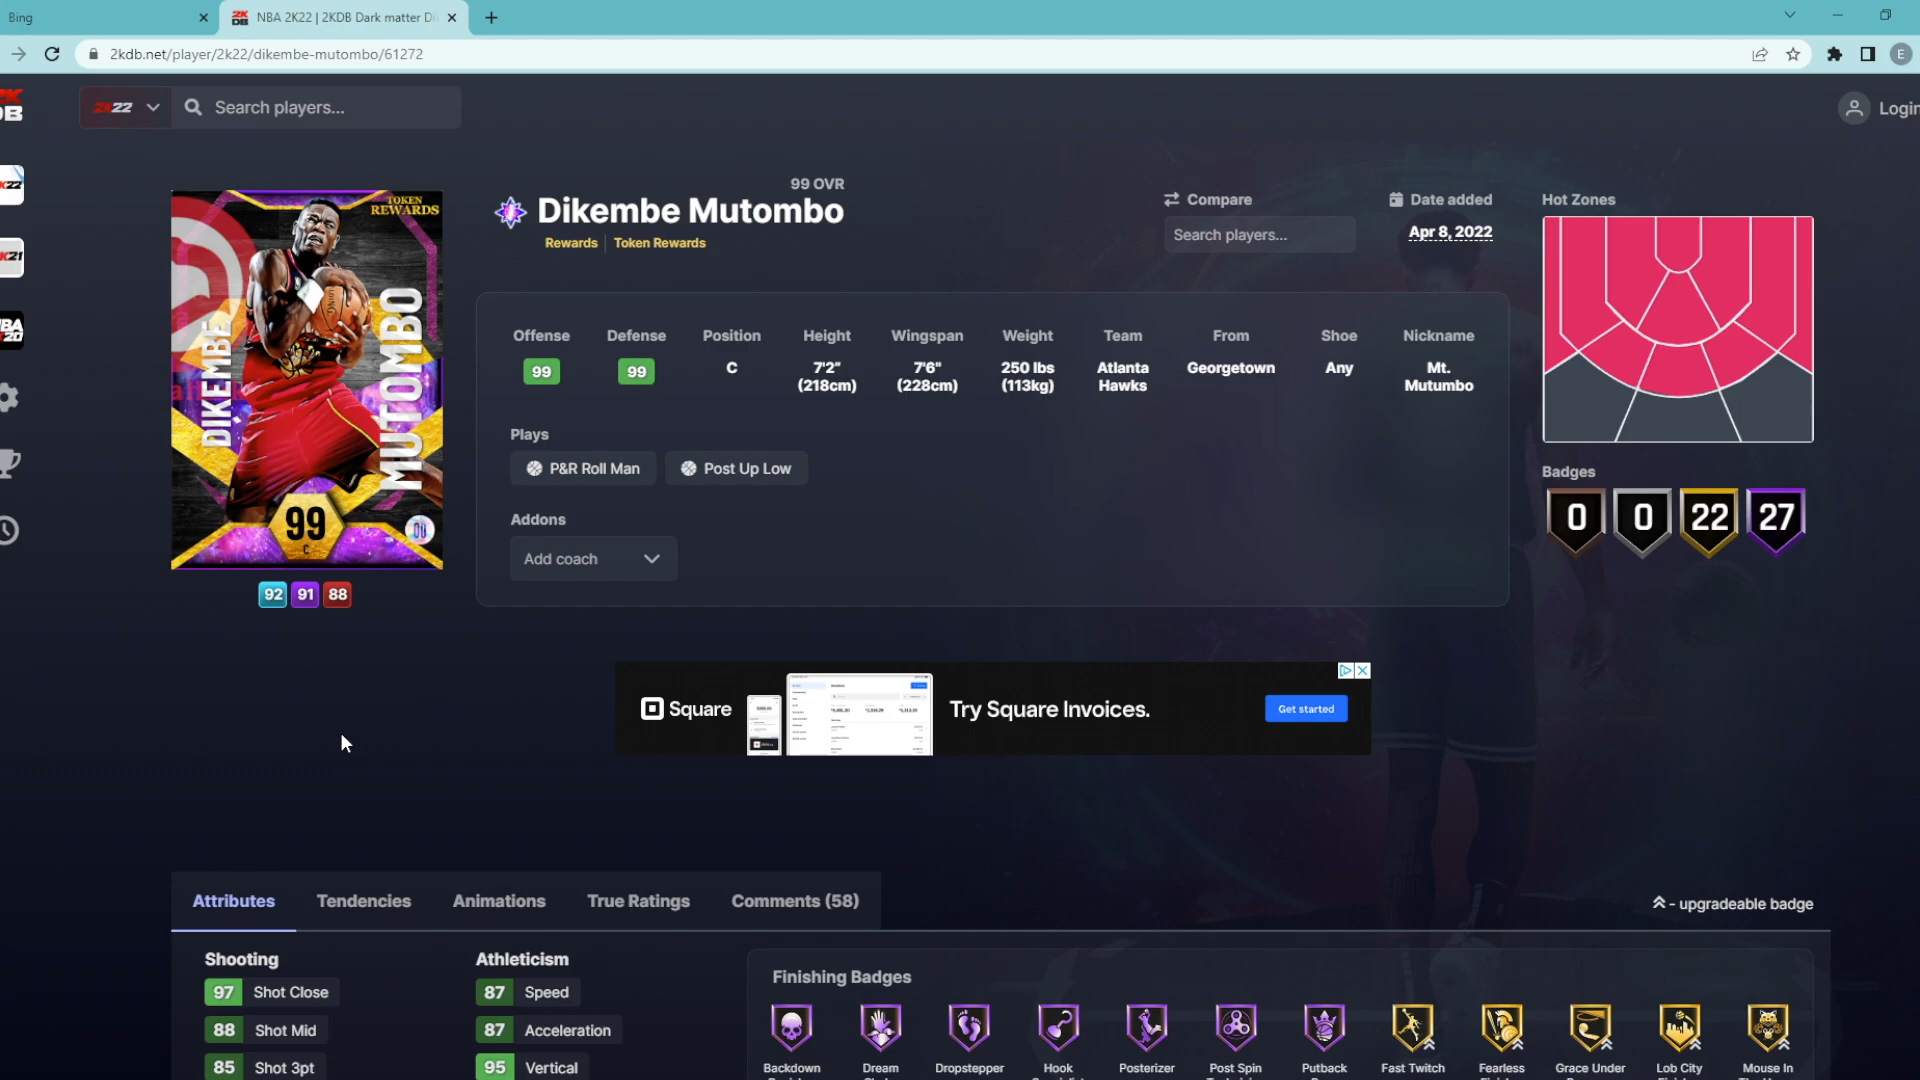 Bing
NBA 2K22 | 2KDB Dark matter Di
2kdb.net/player/2k22/dikembe-mutombo/61272
E
2K
DB
2K22
Search players...
Login
K22
K21
BA
20
TOKEN
REWARDS
DIKEMBE
MUTOMBO
99
C
92 91 88
99 OVR
Dikembe Mutombo
Rewards Token Rewards
Compare
Search players...
Date added
Apr 8, 2022
Hot Zones
Offense Defense Position Height Wingspan Weight Team From Shoe Nickname
99 99 C 7'2" 7'6" 250 lbs Atlanta Georgetown Any Mt.
(218cm) (228cm) (113kg) Hawks Mutumbo
Plays
P&R Roll Man Post Up Low
Addons
Add coach
Badges
0 0 22 27
Square
Try Square Invoices.
Get started
Attributes Tendencies Animations True Ratings Comments (58)
- upgradeable badge
Shooting
97 Shot Close
88 Shot Mid
85 Shot 3pt
Athleticism
87 Speed
87 Acceleration
95 Vertical
Finishing Badges
Backdown Dream Dropstepper Hook Posterizer Post Spin Putback Fast Twitch Fearless Grace Under Lob City Mouse In